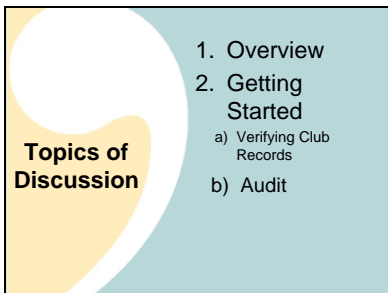 Topics of
Discussion
1. Overview
2. Getting
Started
a) Verifying Club
Records
b) Audit